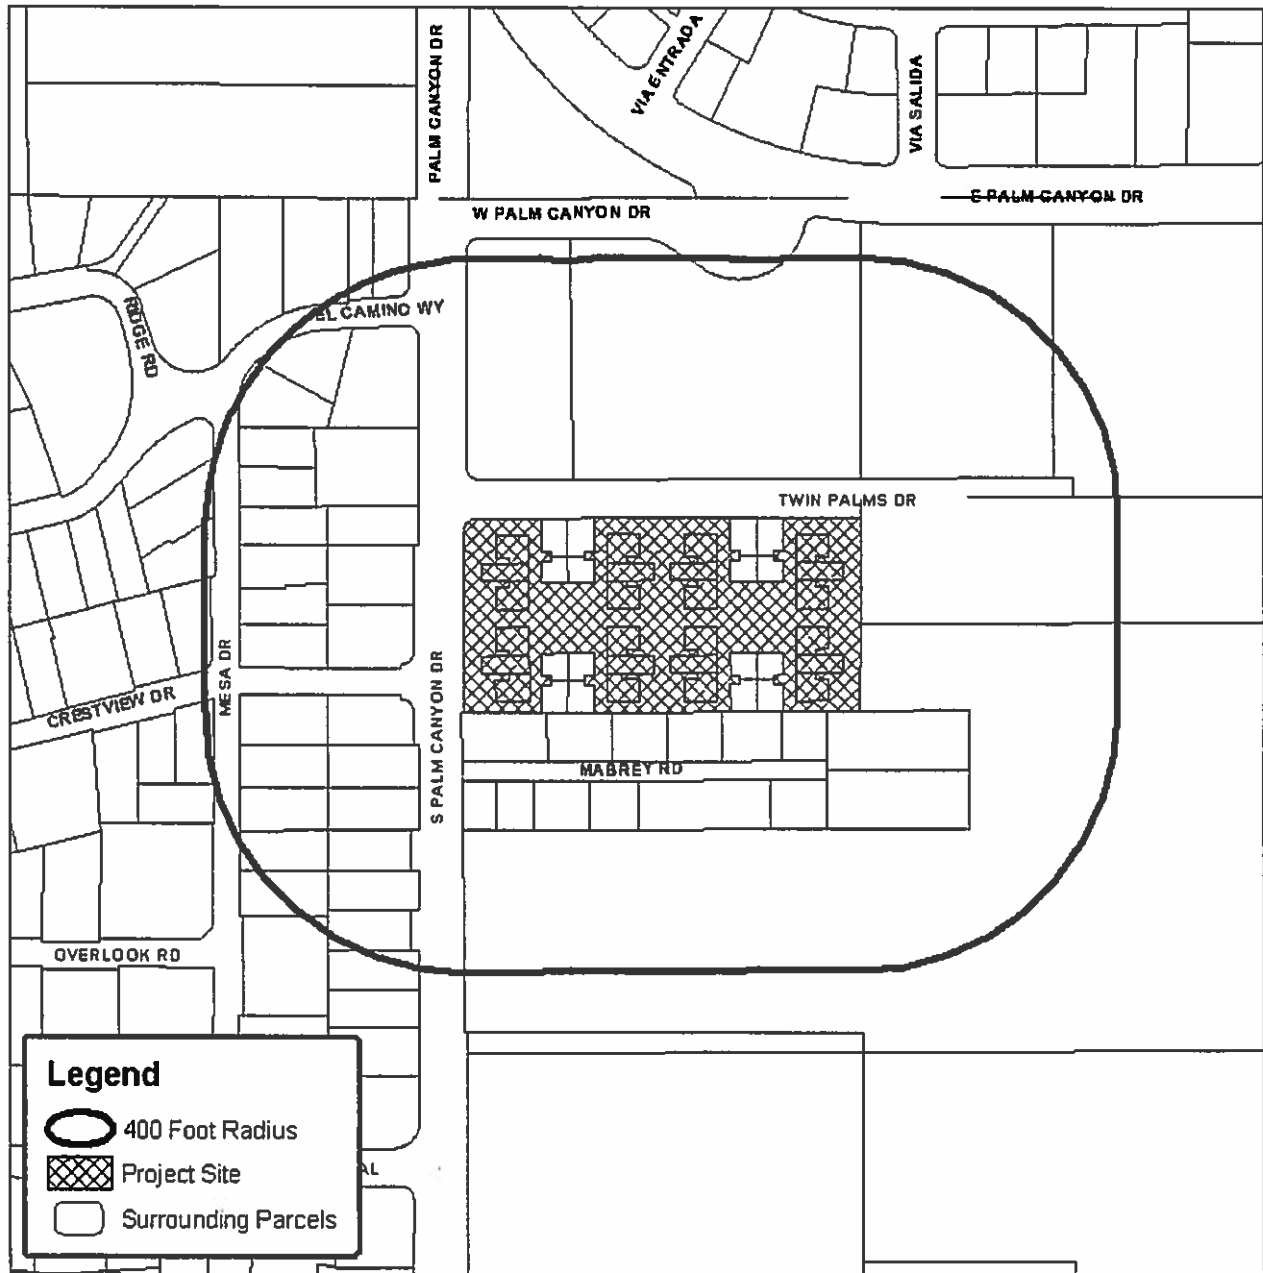 PALM CANYON DR
VIA ENTRADA
VIA SALIDA
W PALM CANYON DR
E PALM CANYON DR
EL CAMINO WY
RIDGE RD
TWIN PALMS DR
MESA DR
CRESTVIEW DR
S PALM CANYON DR
MABREY RD
OVERLOOK RD
Legend
400 Foot Radius
Project Site
Surrounding Parcels
AL